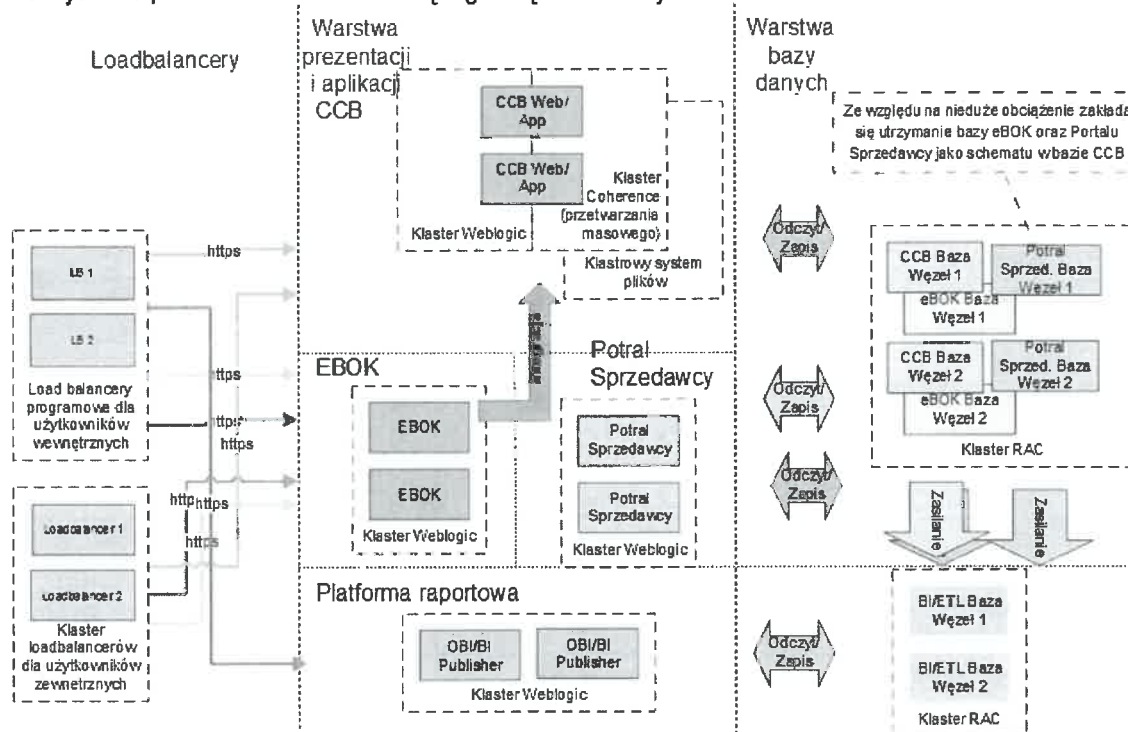 Loadbalancery
Warstwa
prezentacji
i aplikacji
CCB
Warstwa
bazy
danych
CCB Web/
App
CCB Web/
App
Klaster
Coherence
(przetwarzania
masowego)
Klaster Weblogic
Klastrowy system
plików
Ze względu na nieduże obciążenie zakłada
się utrzymanie bazy eBOK oraz Portalu
Sprzedawcy jako schematu w bazie CCB
LB 1
LB 2
Load balancery
programowe dla
użytkowników
wewnętrznych
https
https
https
https
http
https
https
Odczyt/
Zapis
CCB Baza
Węzeł 1
Potral
Sprzed. Baza
Węzeł 1
eBOK Baza
Węzeł 1
CCB Baza
Węzeł 2
Potral
Sprzed. Baza
Węzeł 2
eBOK Baza
Węzeł 2
Klaster RAC
EBOK
EBOK
EBOK
Klaster Weblogic
Potral
Sprzedawcy
Potral
Sprzedawcy
Potral
Sprzedawcy
Klaster Weblogic
Odczyt/
Zapis
Odczyt/
Zapis
Zasilanie
Zasilanie
Loadbalancer 1
Loadbalancer 2
Klaster
loadbalancerów
dla użytkowników
zewnetrznych
Platforma raportowa
OBI/BI
Publisher
OBI/BI
Publisher
Klaster Weblogic
Odczyt/
Zapis
BI/ETL Baza
Węzeł 1
BI/ETL Baza
Węzeł 2
Klaster RAC